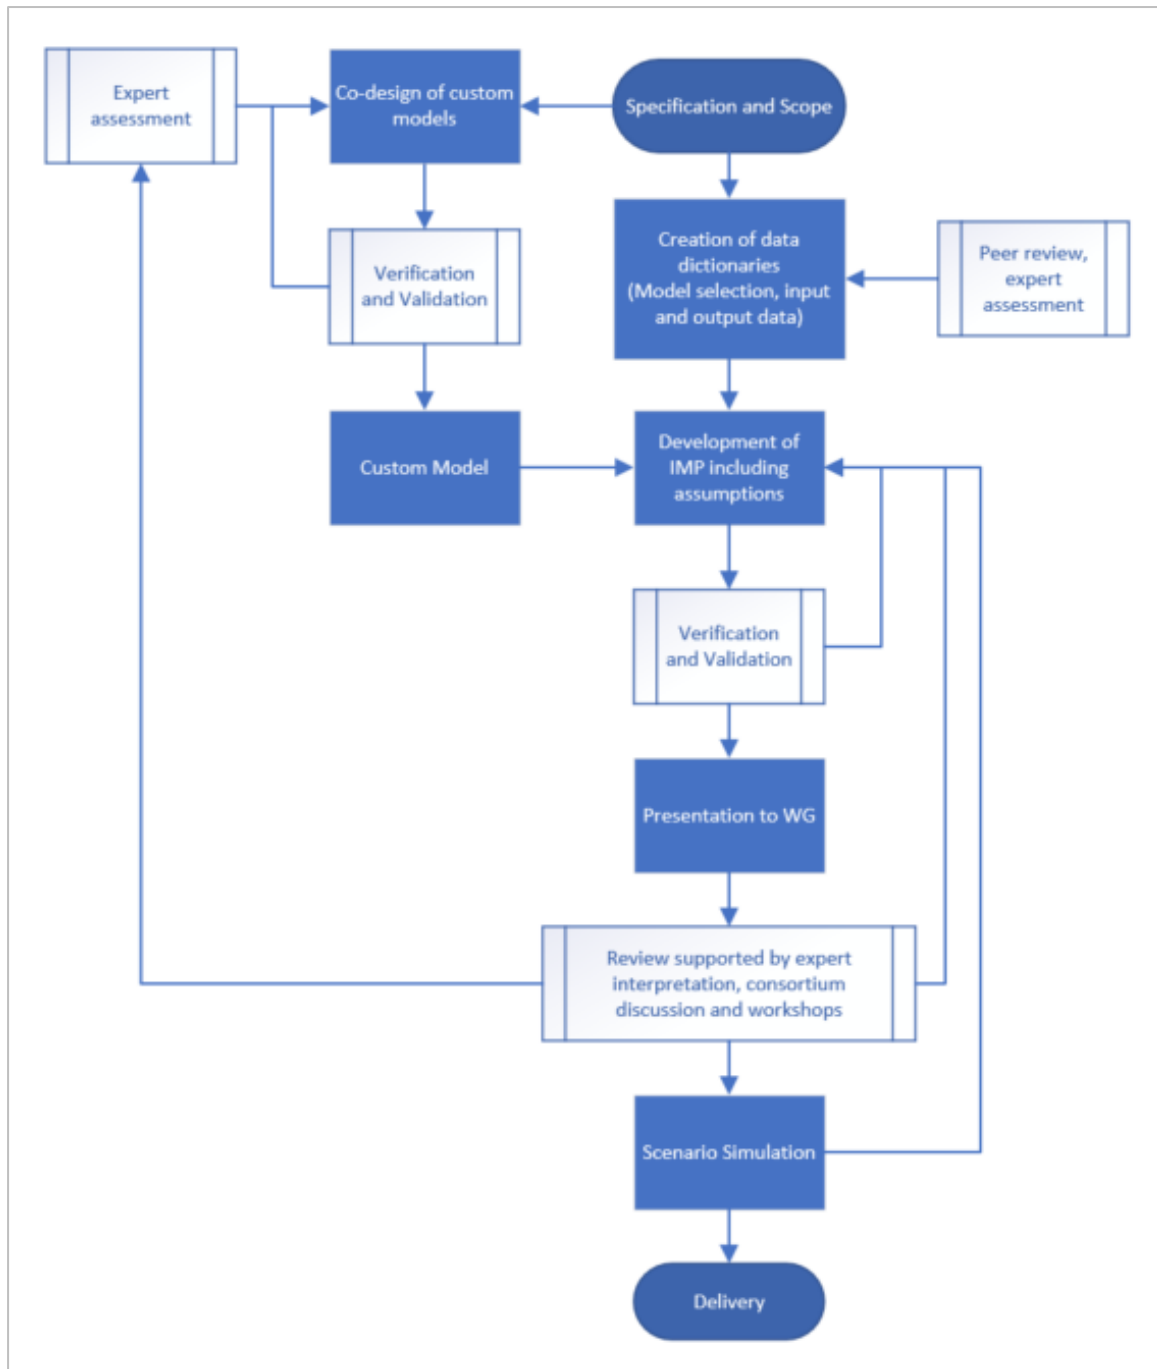 Expert
assessment
Co-design of custom
models
Specification and Scope
Verification
and Validation
Creation of data
dictionaries
(Model selection, input
and output data)
Peer review,
expert
assessment
Custom Model
Development of
IMP including
assumptions
Verification
and Validation
Presentation to WG
Review supported by expert
interpretation, consortium
discussion and workshops
Scenario Simulation
Delivery